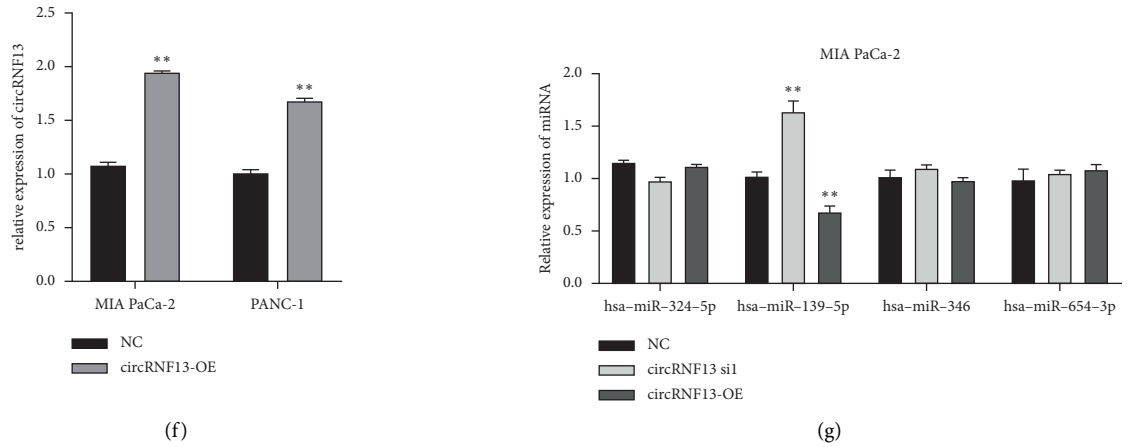 relative expression of circRNF13
2.5
2.0
1.5
1.0
0.5
0.0
**
**
MIA PaCa-2
PANC-1
NC
circRNF13-OE
(f)
MIA PaCa-2
Relative expression of miRNA
2.0
1.5
1.0
0.5
0.0
**
**
hsa–miR–324–5p
hsa–miR–139–5p
hsa–miR–346
hsa–miR–654–3p
NC
circRNF13 si1
circRNF13-OE
(g)